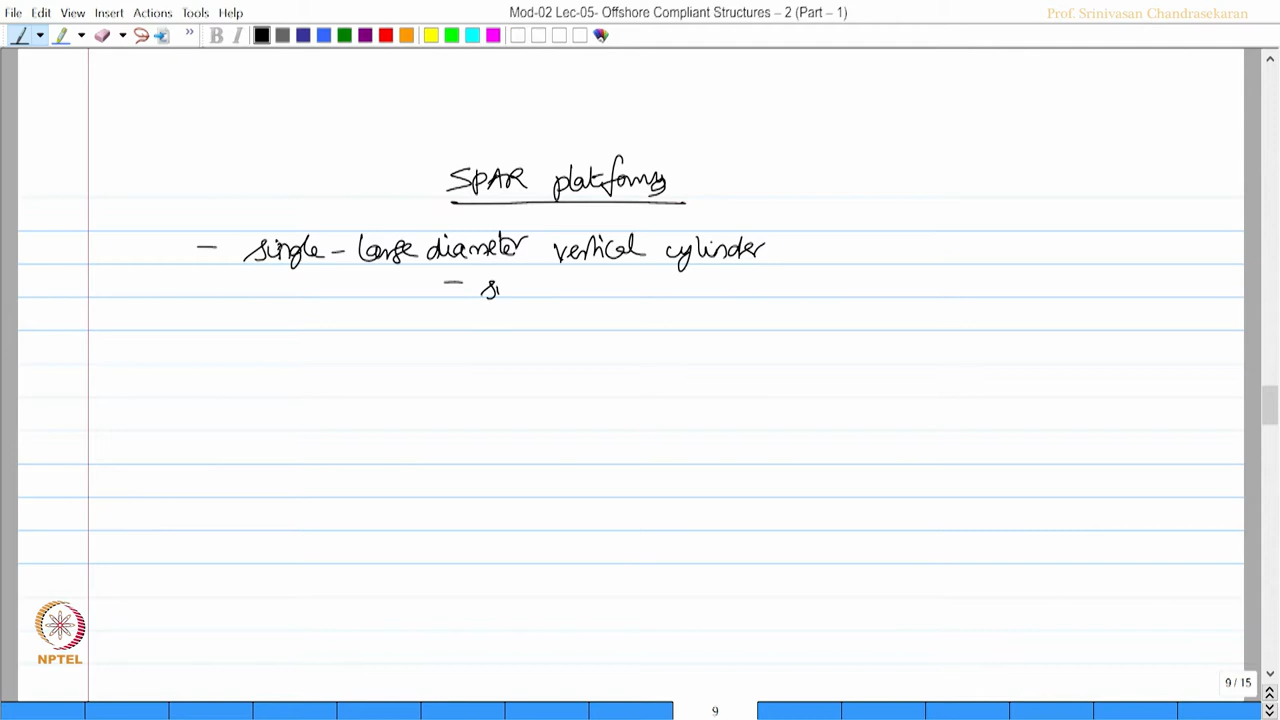 File Edit View Insert Actions Tools Help
Mod-02 Lec-05- Offshore Compliant Structures – 2 (Part – 1)
Prof. Srinivasan Chandrasekaran
B I
SPAR platforms
– single – large diameter vertical cylinder
– si
NPTEL
9 / 15
9